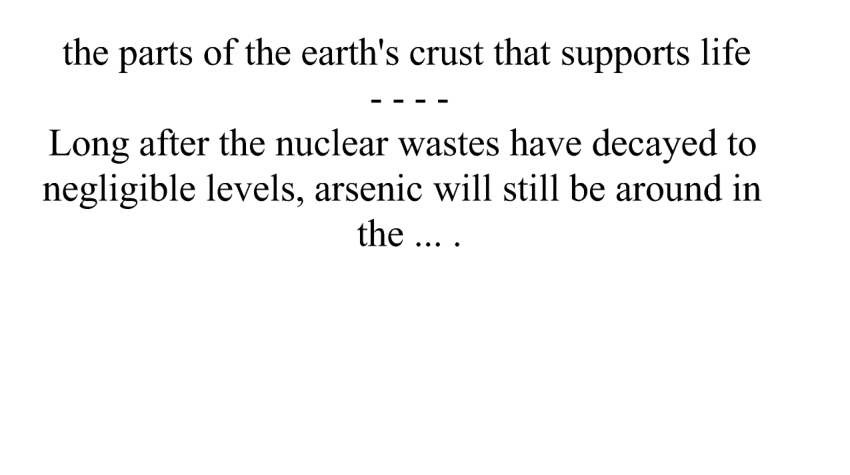 the parts of the earth's crust that supports life
- - - -
Long after the nuclear wastes have decayed to
negligible levels, arsenic will still be around in
the ... .